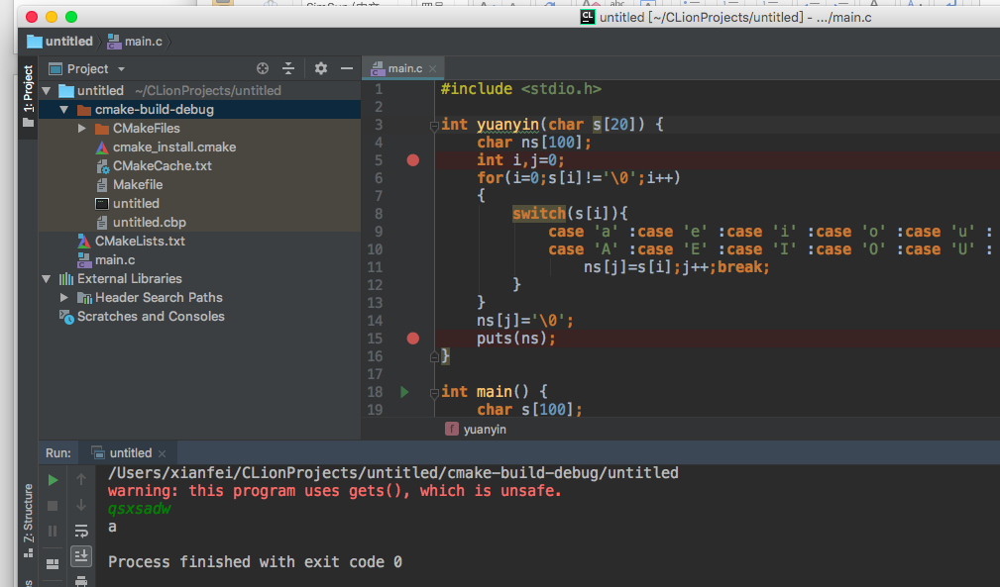 untitled [~/CLionProjects/untitled] - .../main.c
untitled
main.c
1: Project
Project
main.c
untitled ~/CLionProjects/untitled
cmake-build-debug
CMakeFiles
cmake_install.cmake
CMakeCache.txt
Makefile
untitled
untitled.cbp
CMakeLists.txt
main.c
External Libraries
Header Search Paths
Scratches and Consoles
1 #include <stdio.h>
2
3 int yuanyin(char s[20]) {
4 char ns[100];
5 int i,j=0;
6 for(i=0;s[i]!='\0';i++)
7 {
8 switch(s[i]){
9 case 'a' :case 'e' :case 'i' :case 'o' :case 'u' :
10 case 'A' :case 'E' :case 'I' :case 'O' :case 'U' :
11 ns[j]=s[i];j++;break;
12 }
13 }
14 ns[j]='\0';
15 puts(ns);
16 }
17
18 int main() {
19 char s[100];
f yuanyin
Run: untitled
7: Structure
/Users/xianfei/CLionProjects/untitled/cmake-build-debug/untitled
warning: this program uses gets(), which is unsafe.
qsxsadw
a
Process finished with exit code 0